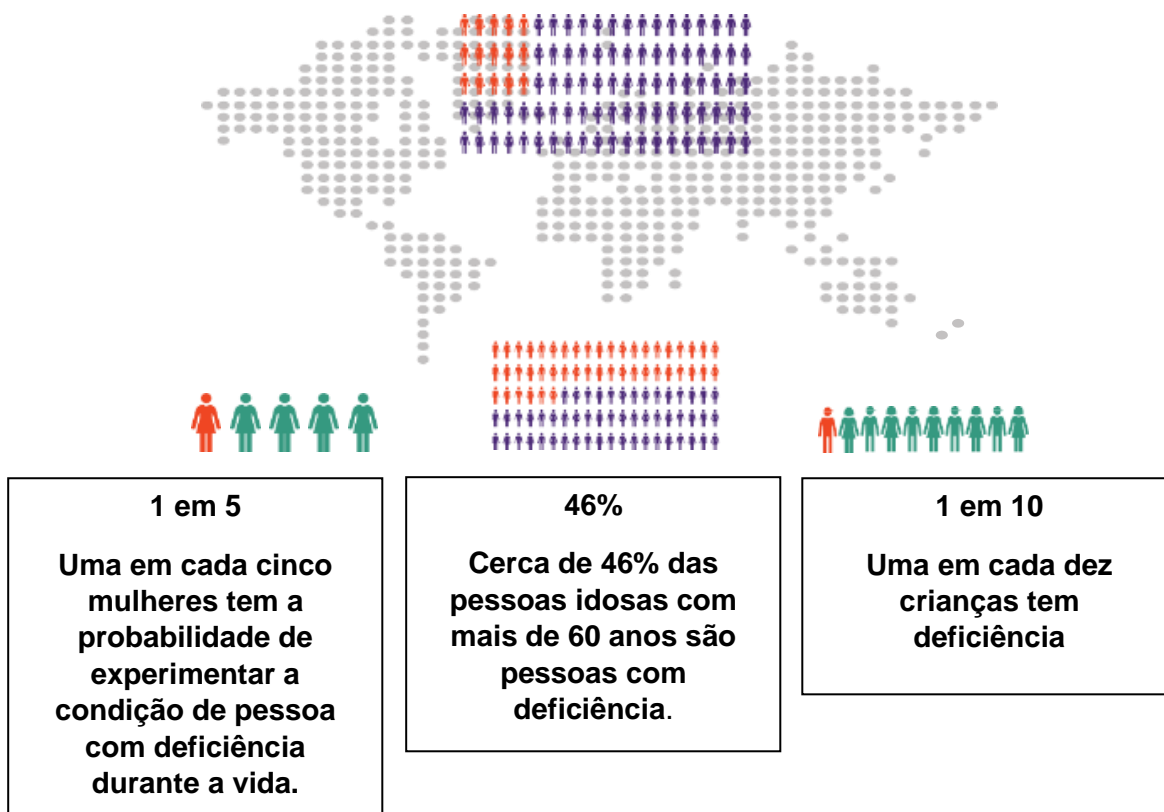 1 em 5
Uma em cada cinco
mulheres tem a
probabilidade de
experimentar a
condição de pessoa
com deficiência
durante a vida.
46%
Cerca de 46% das
pessoas idosas com
mais de 60 anos são
pessoas com
deficiência.
1 em 10
Uma em cada dez
crianças tem
deficiência